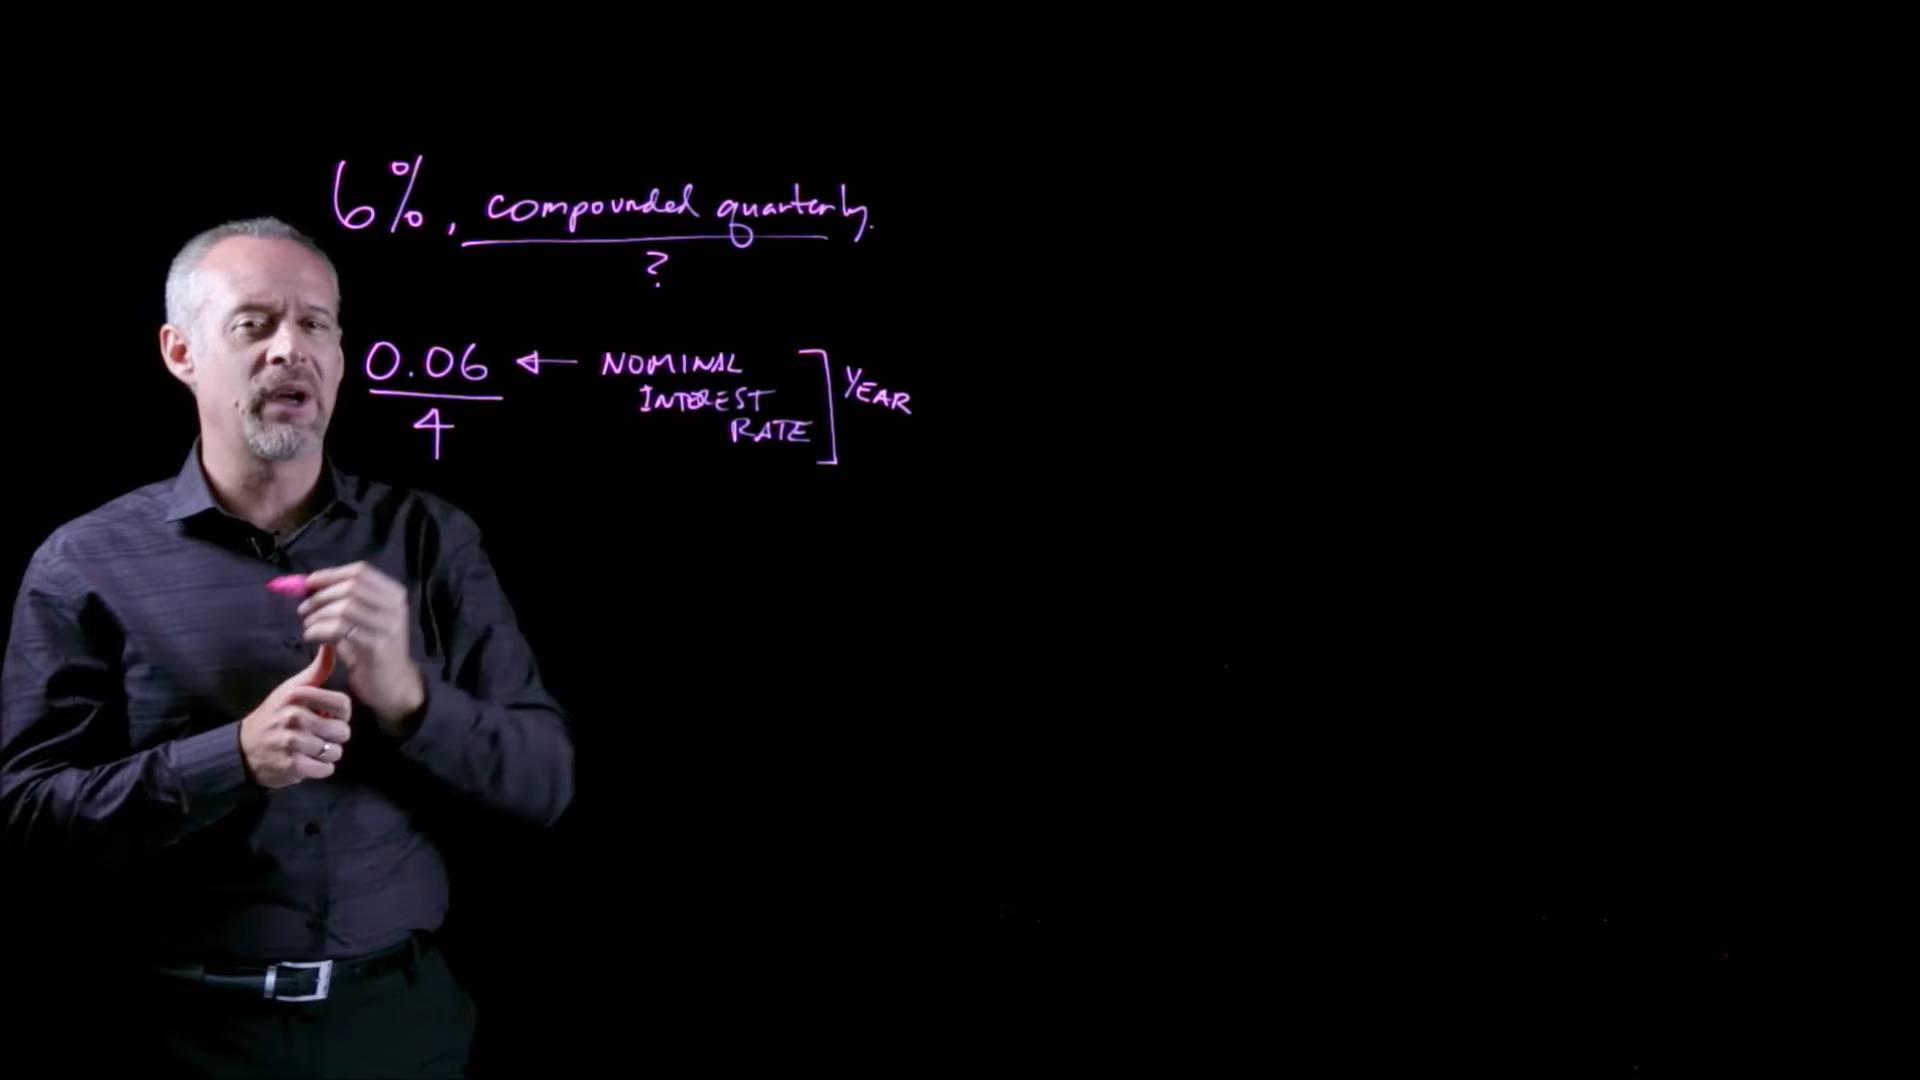 6%, compounded quarterly.
?
0.06 ← NOMINAL
INTEREST
RATE ] YEAR
4